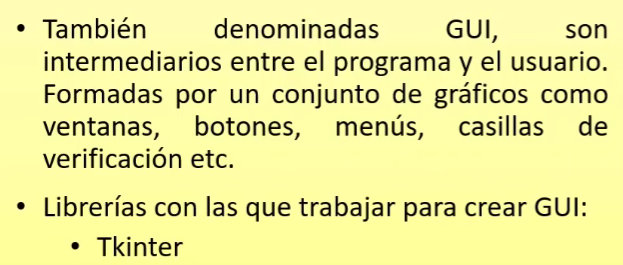 • También denominadas GUI, son
intermediarios entre el programa y el usuario.
Formadas por un conjunto de gráficos como
ventanas, botones, menús, casillas de
verificación etc.
• Librerías con las que trabajar para crear GUI:
• Tkinter